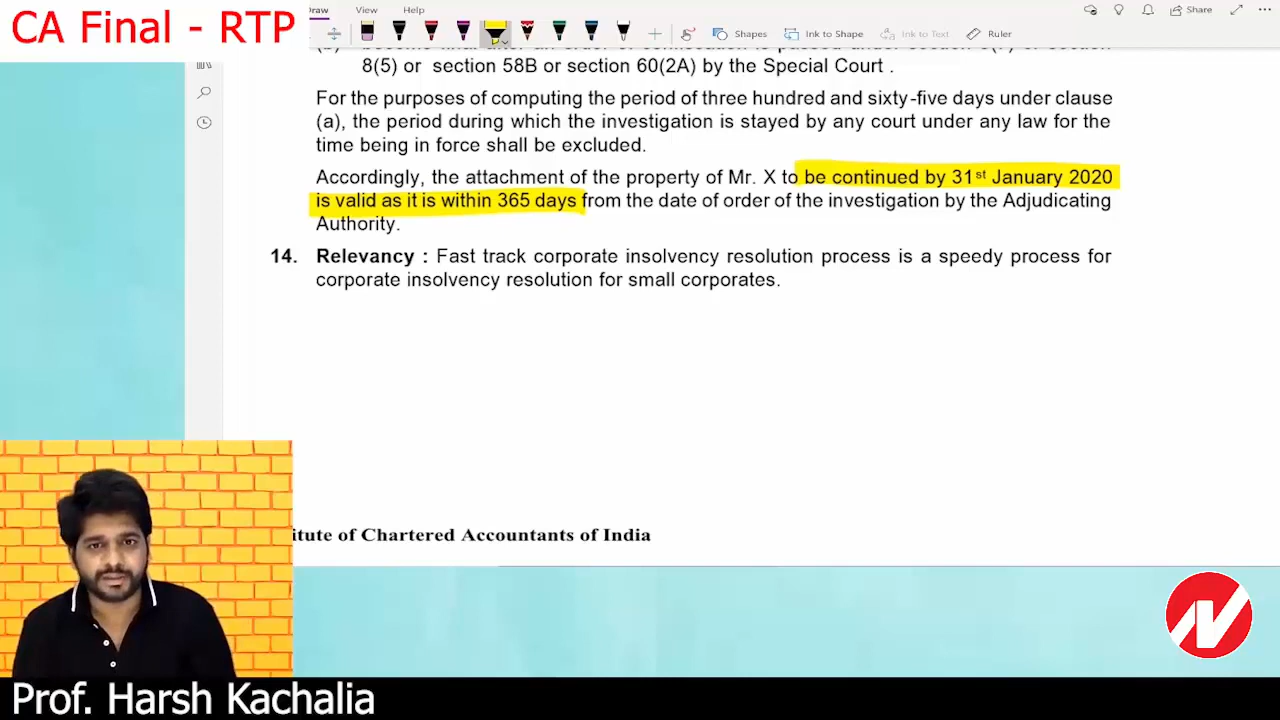 CA Final - RTP
Draw View Help
Shapes Ink to Shape Ink to Text Ruler Share
8(5) or section 58B or section 60(2A) by the Special Court .
For the purposes of computing the period of three hundred and sixty-five days under clause
(a), the period during which the investigation is stayed by any court under any law for the
time being in force shall be excluded.
Accordingly, the attachment of the property of Mr. X to be continued by 31st January 2020
is valid as it is within 365 days from the date of order of the investigation by the Adjudicating
Authority.
14. Relevancy : Fast track corporate insolvency resolution process is a speedy process for
corporate insolvency resolution for small corporates.
itute of Chartered Accountants of India
Prof. Harsh Kachalia